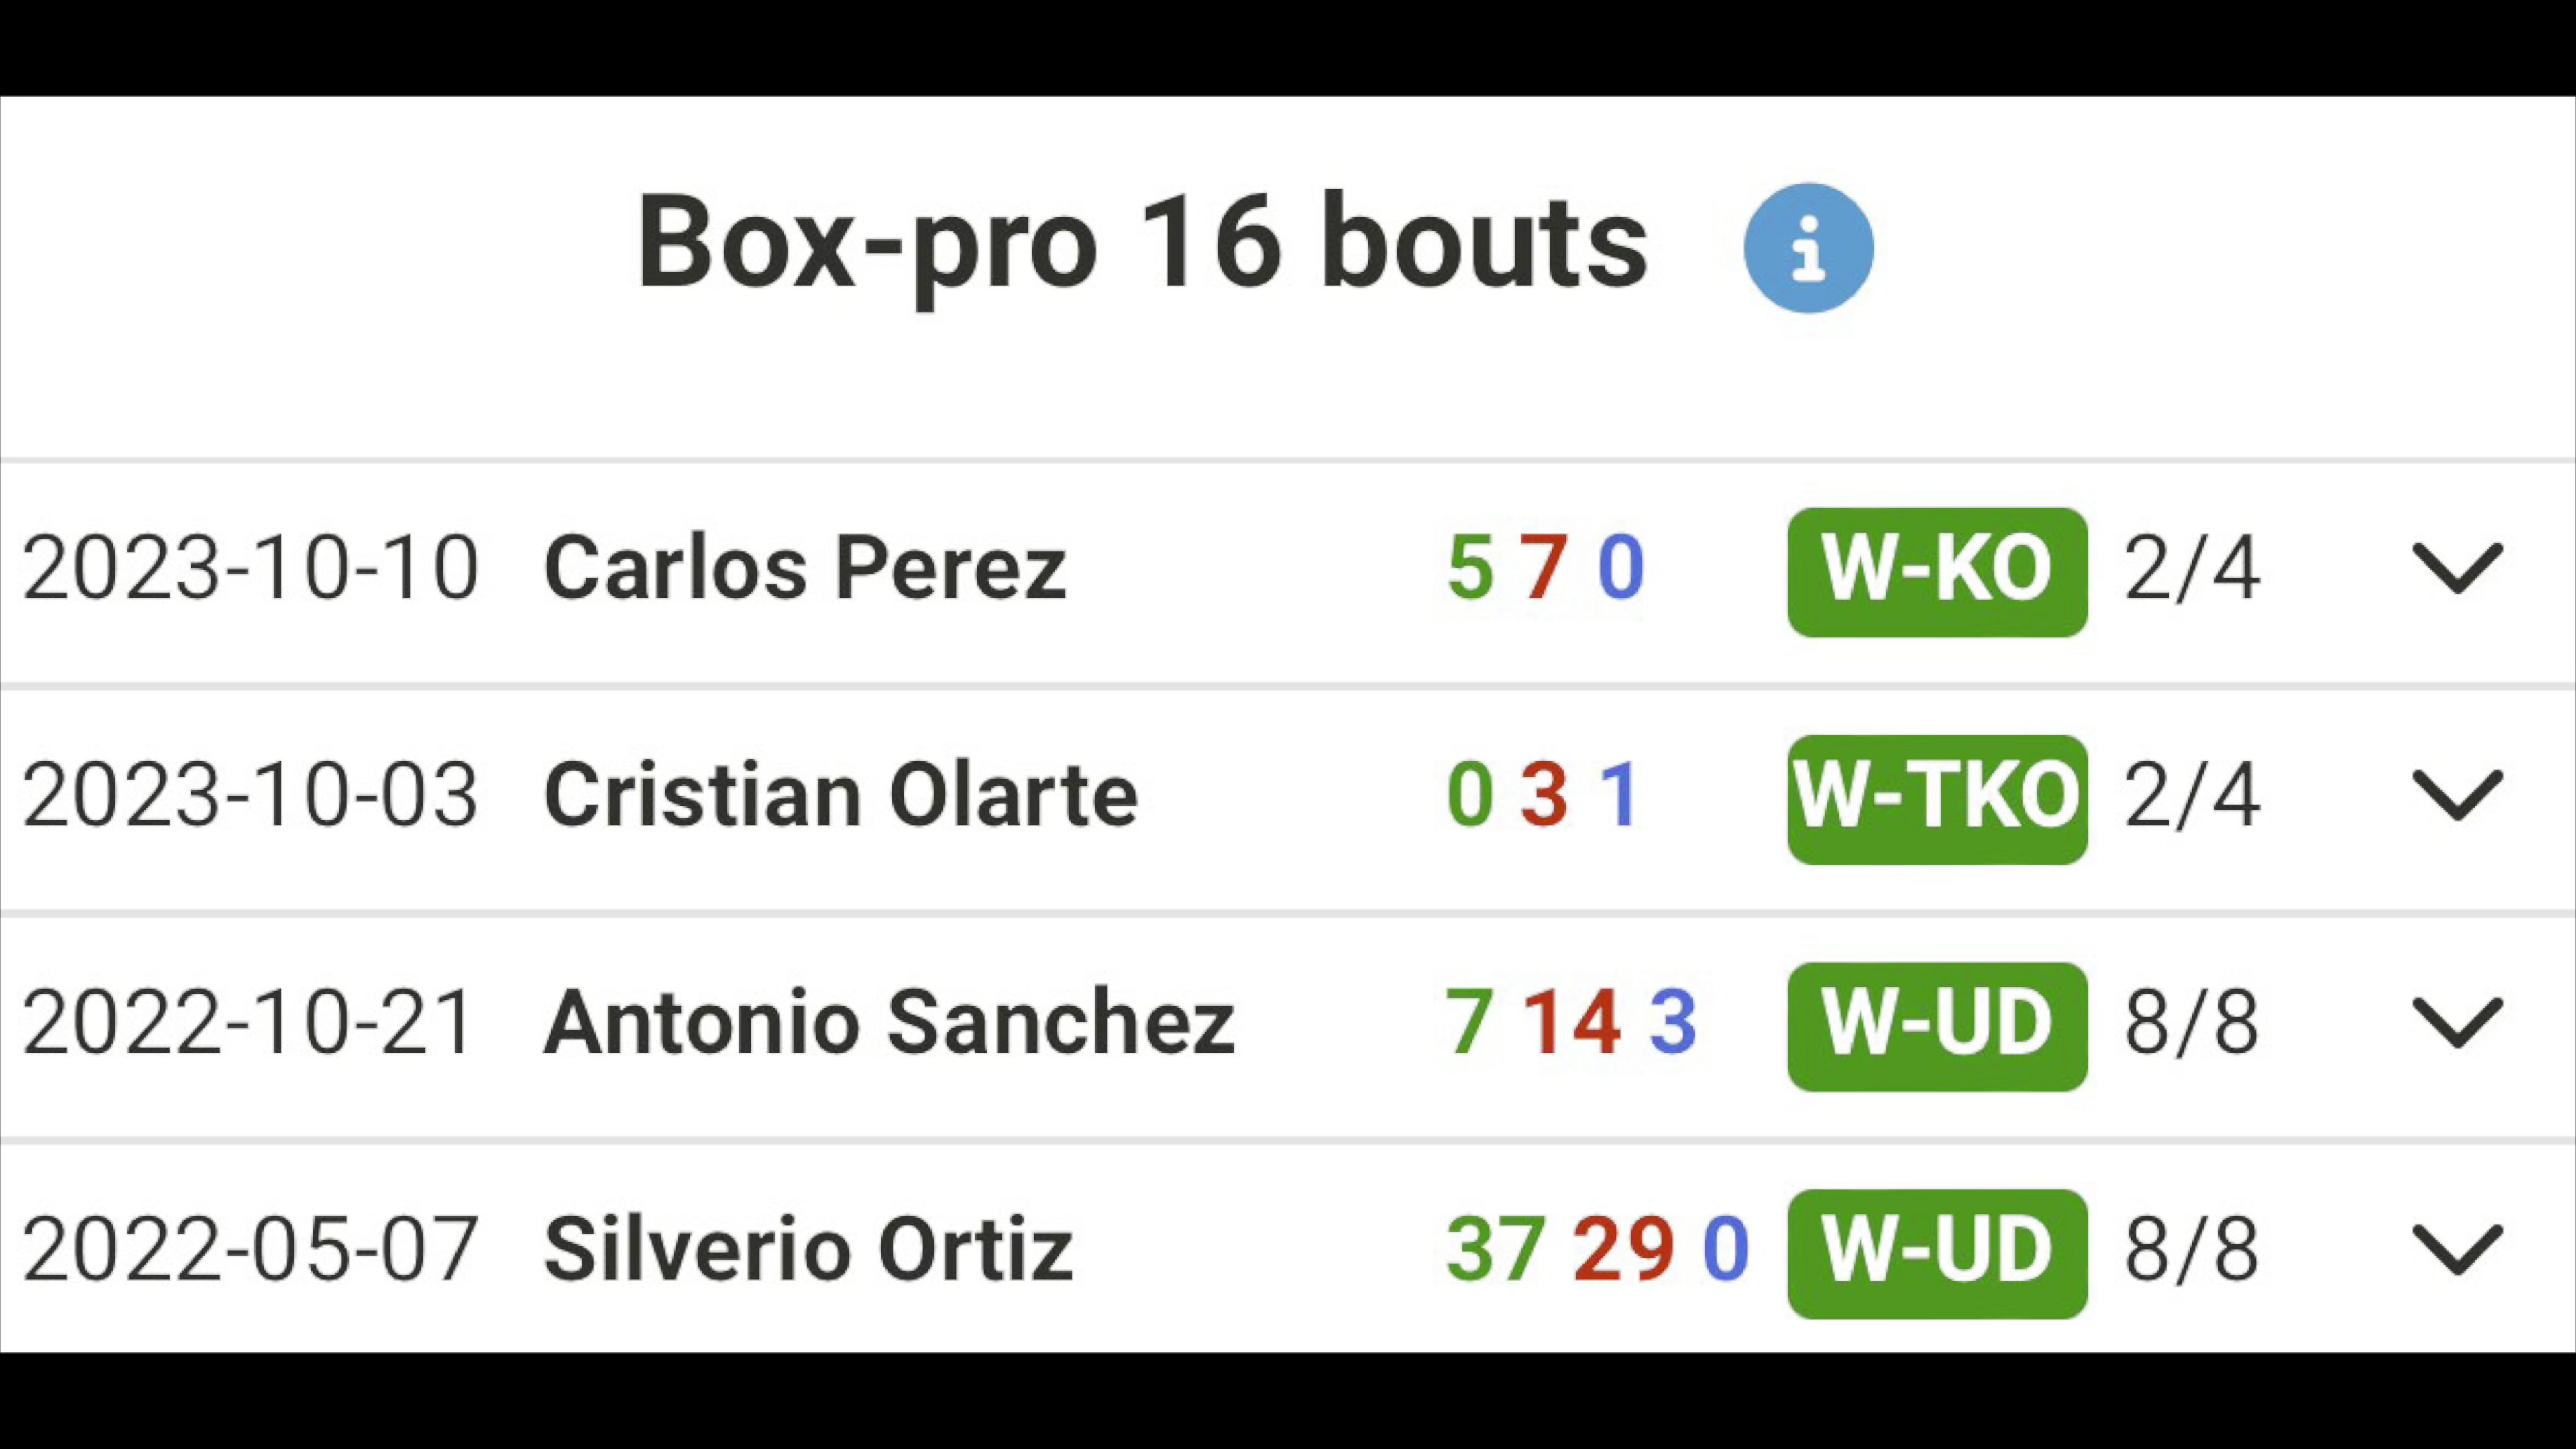 Box-pro 16 bouts i
2023-10-10 Carlos Perez 5 7 0 W-KO 2/4
2023-10-03 Cristian Olarte 0 3 1 W-TKO 2/4
2022-10-21 Antonio Sanchez 7 14 3 W-UD 8/8
2022-05-07 Silverio Ortiz 37 29 0 W-UD 8/8